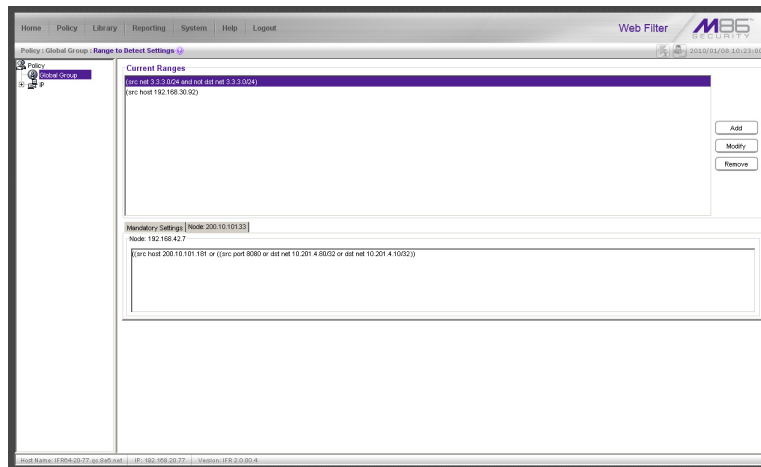 Home Policy Library Reporting System Help Logout
Web Filter
M86 SECURITY
Policy : Global Group : Range to Detect Settings
2010/01/08 10:23:0
Policy
Global Group
IP
Current Ranges
(src net 3.3.3.0/24 and not dst net 3.3.3.0/24)
(src host 192.168.30.92)
Add
Modify
Remove
Mandatory Settings Node: 200.10.101.33
Node: 192.168.42.7
((src host 200.10.101.181 or ((src port 8080 or dst net 10.201.4.80/32 or dst net 10.201.4.10/32))
Host Name: IFR64-20-77.qc.8e6.net IP: 192.168.20.77 Version: IFR 2.0.00.4